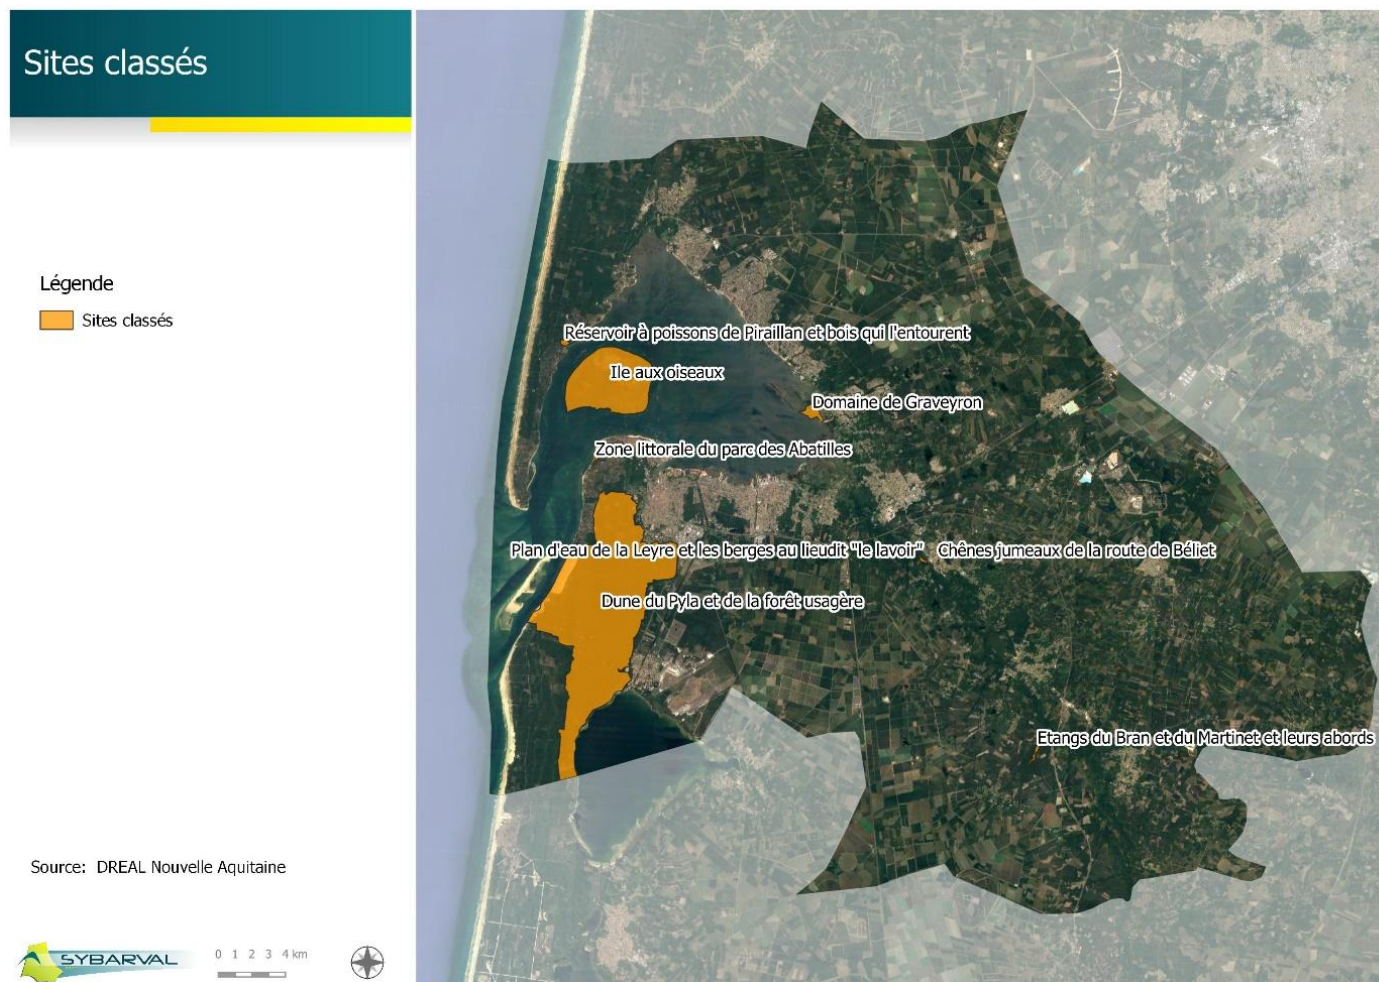 Sites classés
Légende
Sites classés
Réservoir à poissons de Piraillan et bois qui l'entourent
Ile aux oiseaux
Domaine de Graveyron
Zone littorale du parc des Abatilles
Plan d'eau de la Leyre et les berges au lieudit "le lavoir"
Chênes jumeaux de la route de Béliet
Dune du Pyla et de la forêt usagère
Etangs du Bran et du Martinet et leurs abords
Source: DREAL Nouvelle Aquitaine
SYBARVAL
0 1 2 3 4 km